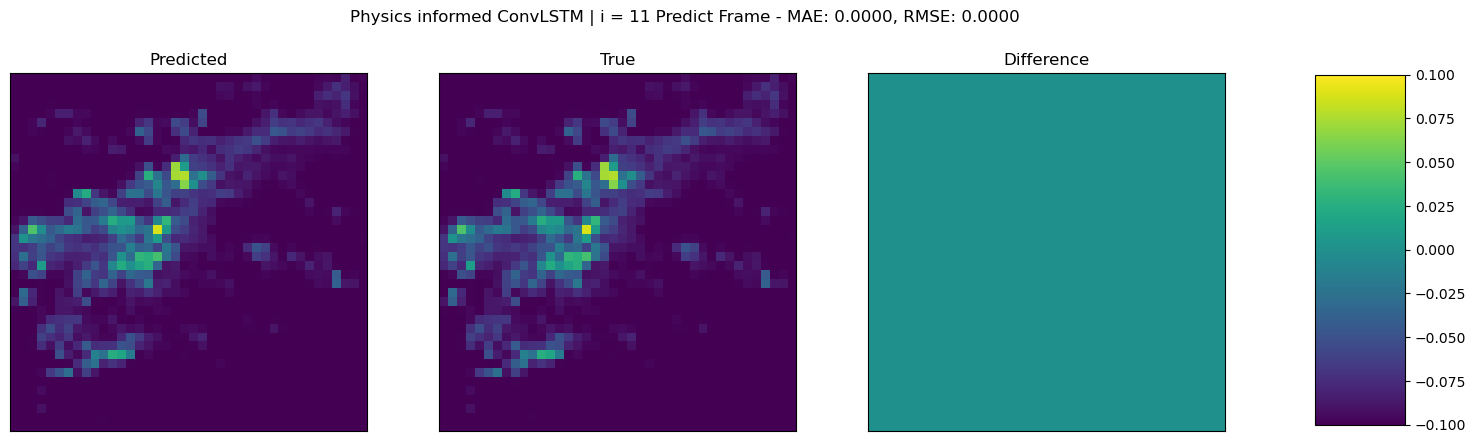 Physics informed ConvLSTM | i = 11 Predict Frame - MAE: 0.0000, RMSE: 0.0000
Predicted
True
Difference
0.100
0.075
0.050
0.025
0.000
−0.025
−0.050
−0.075
−0.100